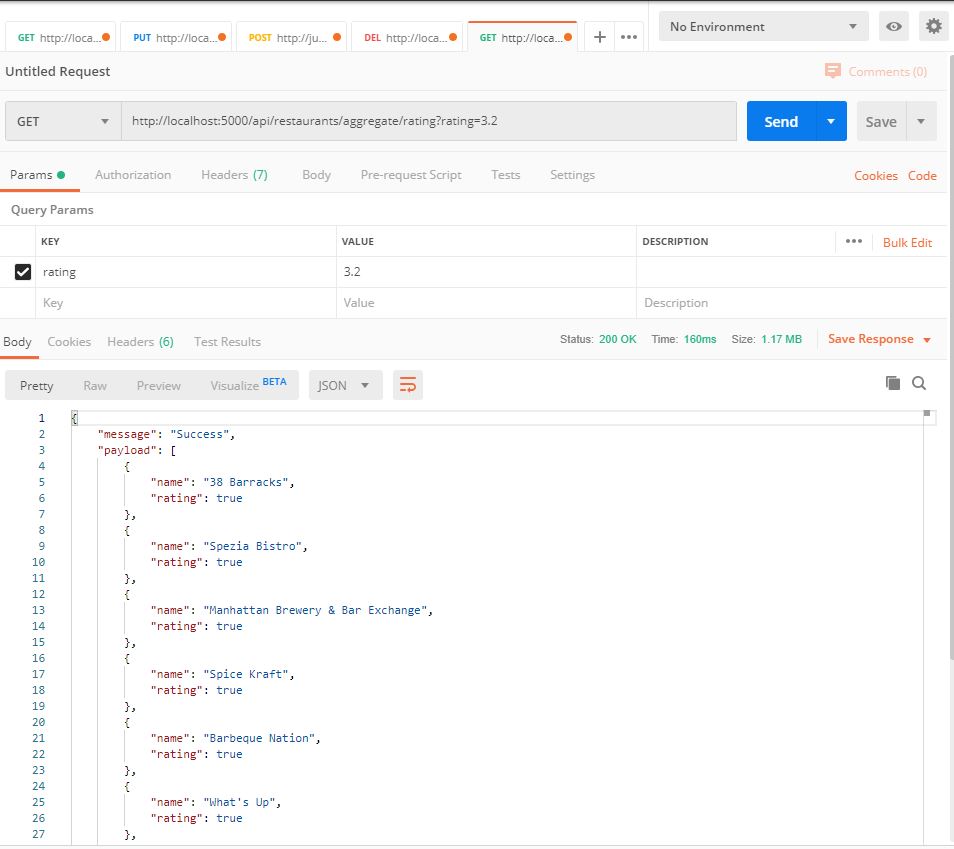 GET http://loca... PUT http://loca... POST http://ju... DEL http://loca... GET http://loca... + ••• No Environment
Untitled Request Comments (0)
GET http://localhost:5000/api/restaurants/aggregate/rating?rating=3.2 Send Save
Params Authorization Headers (7) Body Pre-request Script Tests Settings Cookies Code
Query Params
KEY VALUE DESCRIPTION ••• Bulk Edit
rating 3.2
Key Value Description
Body Cookies Headers (6) Test Results Status: 200 OK Time: 160ms Size: 1.17 MB Save Response
Pretty Raw Preview Visualize BETA JSON
1 {
2 "message": "Success",
3 "payload": [
4 {
5 "name": "38 Barracks",
6 "rating": true
7 },
8 {
9 "name": "Spezia Bistro",
10 "rating": true
11 },
12 {
13 "name": "Manhattan Brewery & Bar Exchange",
14 "rating": true
15 },
16 {
17 "name": "Spice Kraft",
18 "rating": true
19 },
20 {
21 "name": "Barbeque Nation",
22 "rating": true
23 },
24 {
25 "name": "What's Up",
26 "rating": true
27 },